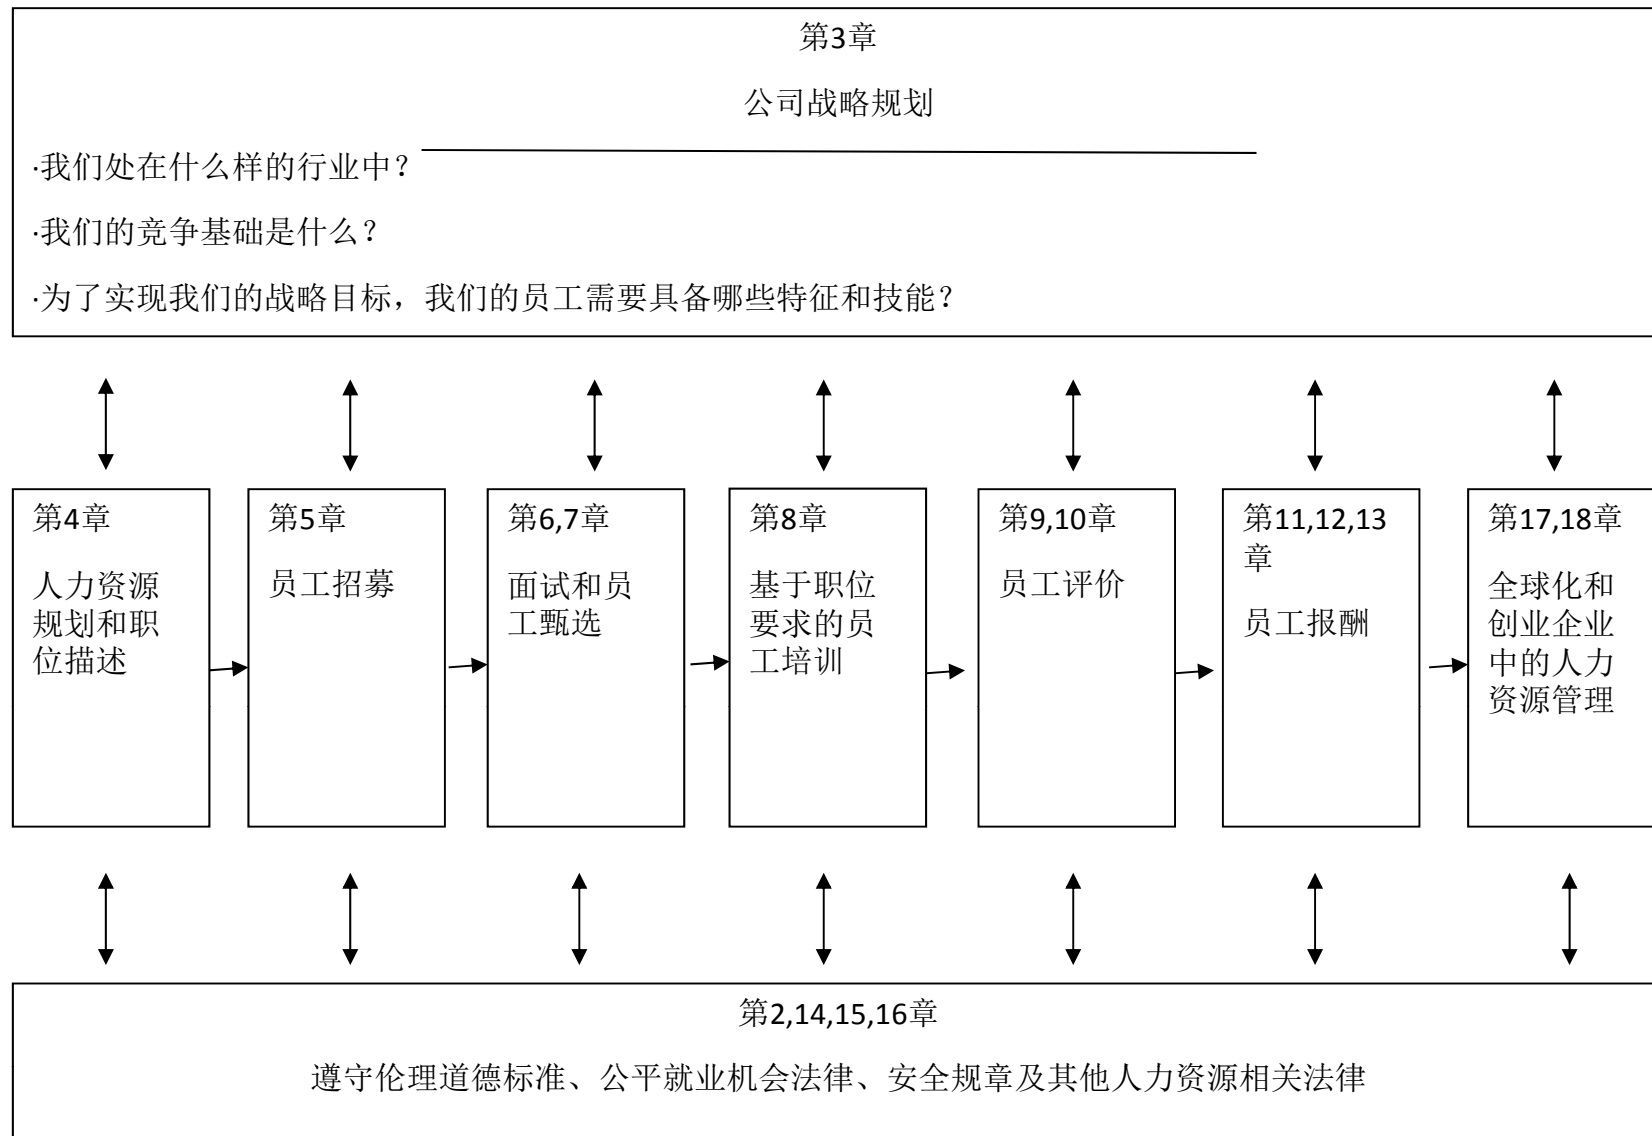 第3章
公司战略规划
·我们处在什么样的行业中？
·我们的竞争基础是什么？
·为了实现我们的战略目标，我们的员工需要具备哪些特征和技能？
第4章
人力资源
规划和职
位描述
第5章
员工招募
第6,7章
面试和员
工甄选
第8章
基于职位
要求的员
工培训
第9,10章
员工评价
第11,12,13
章
员工报酬
第17,18章
全球化和
创业企业
中的人力
资源管理
第2,14,15,16章
遵守伦理道德标准、公平就业机会法律、安全规章及其他人力资源相关法律